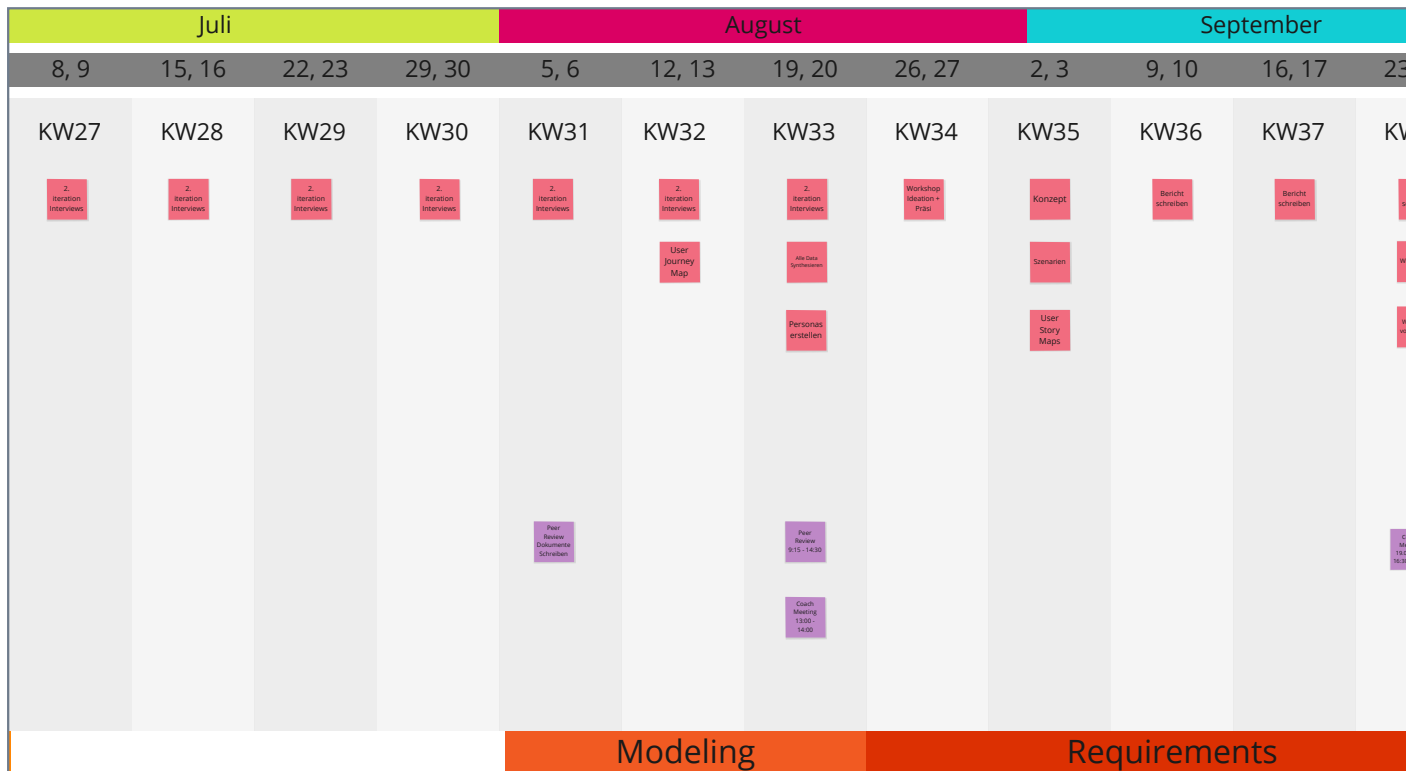 Juli August September
8, 9 15, 16 22, 23 29, 30 5, 6 12, 13 19, 20 26, 27 2, 3 9, 10 16, 17 23
KW27 KW28 KW29 KW30 KW31 KW32 KW33 KW34 KW35 KW36 KW37
2.
iteration
Interviews
2.
iteration
Interviews
2.
iteration
Interviews
2.
iteration
Interviews
2.
iteration
Interviews
2.
iteration
Interviews
2.
iteration
Interviews
Workshop
Ideation +
Präsi
Konzept
Bericht
schreiben
Bericht
schreiben
User
Journey
Map
Alle Data
Synthesieren
Szenarien
Personas
erstellen
User
Story
Maps
Peer
Review
Dokumente
Schreiben
Peer
Review
9:15 - 14:30
Coach
Meeting
13:00 -
14:00
Modeling Requirements